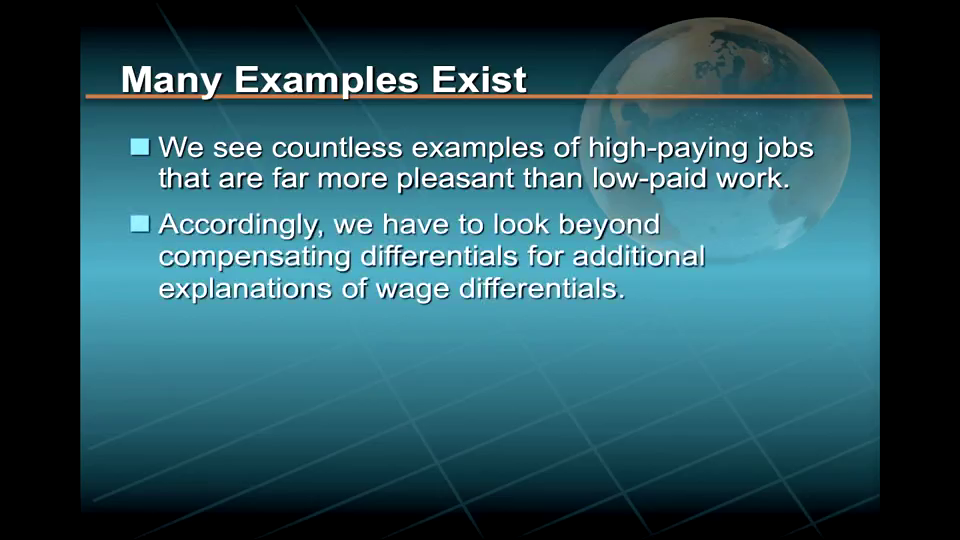 Many Examples Exist
We see countless examples of high-paying jobs
that are far more pleasant than low-paid work.
Accordingly, we have to look beyond
compensating differentials for additional
explanations of wage differentials.